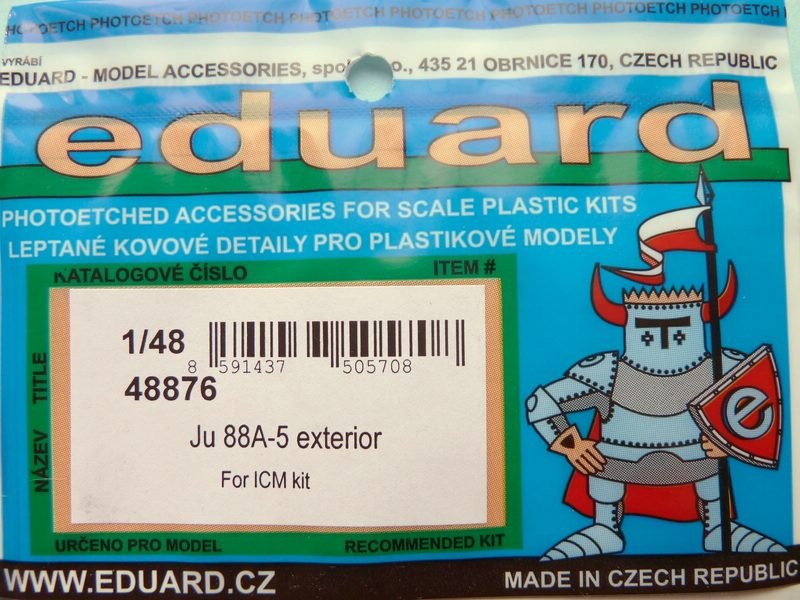 PHOTOETCH PHOTOETCH PHOTOETCH PHOTOETCH PHOTOETCH PHOTOETCH PHOTOETCH PHOTOETCH
VYRÁBÍ
EDUARD - MODEL ACCESSORIES, 435 21 OBRNICE 170, CZECH REPUBLIC
eduard
PHOTOETCHED ACCESSORIES FOR SCALE PLASTIC KITS
LEPTANÉ KOVOVÉ DETAILY PRO PLASTIKOVÉ MODELY
KATALOGOVÉ ČÍSLO ITEM #
1/48
8 591437 505708
48876
NÁZEV TITLE
Ju 88A-5 exterior
For ICM kit
e
URČENO PRO MODEL RECOMMENDED KIT
WWW.EDUARD.CZ MADE IN CZECH REPUBLIC